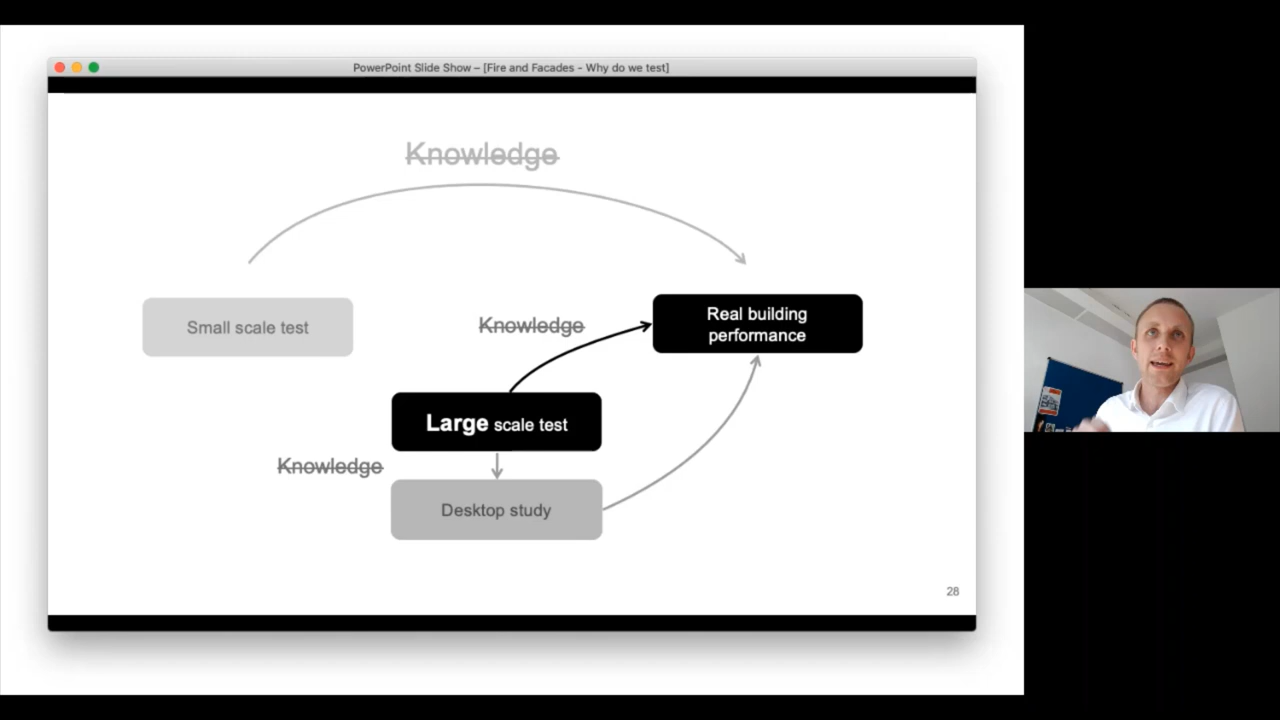 PowerPoint Slide Show – [Fire and Facades - Why do we test]
Knowledge
Small scale test
Knowledge
Real building
performance
Large scale test
Knowledge
Desktop study
28